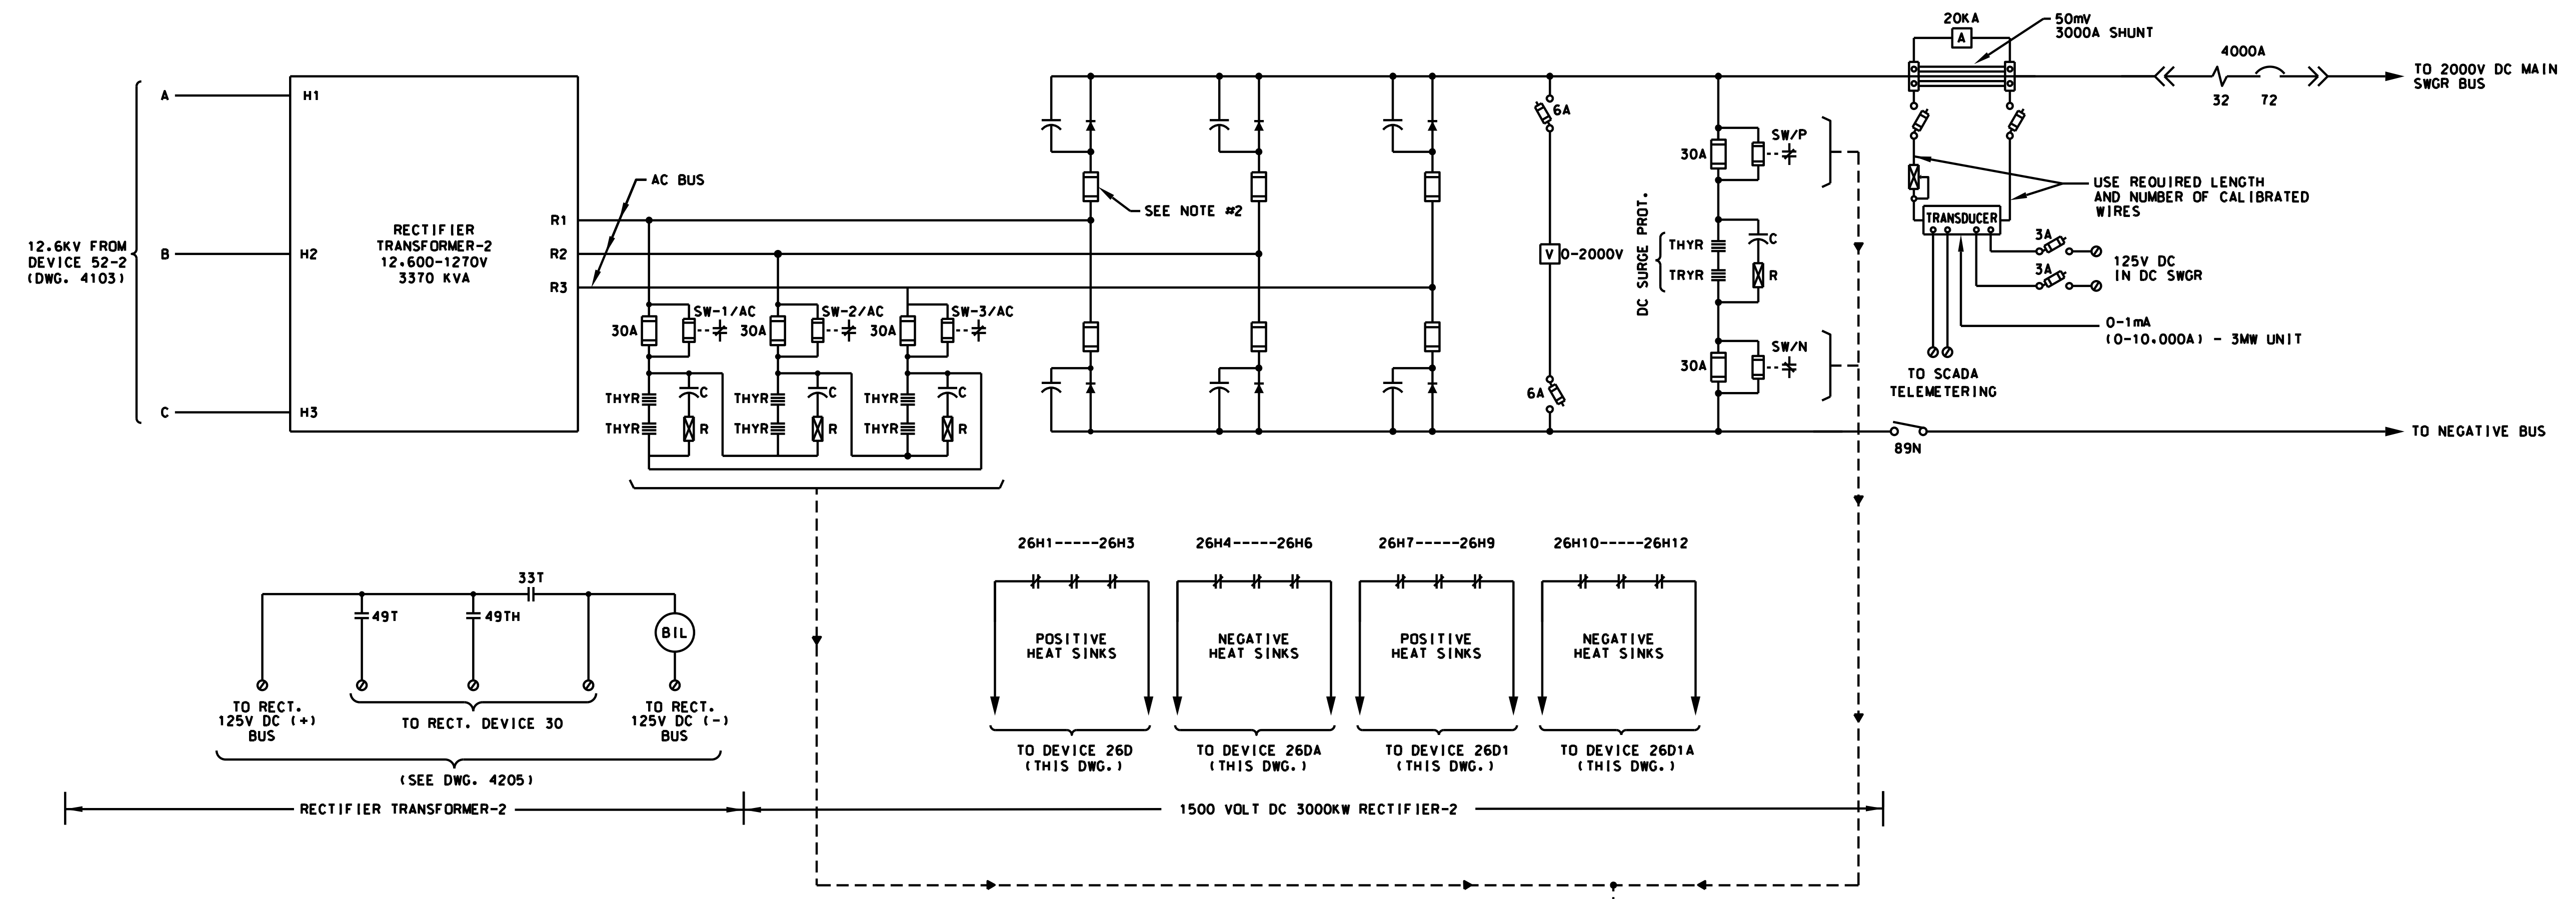 20KA
A
50mV
3000A SHUNT
4000A
32
72
TO 2000V DC MAIN
SWGR BUS
A
H1
B
H2
C
H3
12.6KV FROM
DEVICE 52-2
(DWG. 4103)
RECTIFIER
TRANSFORMER-2
12.600-1270V
3370 KVA
R1
R2
R3
AC BUS
SEE NOTE #2
30A
SW-1/AC
30A
SW-2/AC
30A
SW-3/AC
THYR
C
THYR
C
THYR
C
THYR
R
THYR
R
THYR
R
6A
V
0-2000V
6A
DC SURGE PROT.
30A
SW/P
THYR
C
TRYR
R
30A
SW/N
USE REQUIRED LENGTH
AND NUMBER OF CALIBRATED
WIRES
TRANSDUCER
3A
3A
125V DC
IN DC SWGR
0-1mA
(0-10.000A) - 3MW UNIT
TO SCADA
TELEMETERING
89N
TO NEGATIVE BUS
33T
49T
49TH
BIL
TO RECT.
125V DC (+)
BUS
TO RECT. DEVICE 30
TO RECT.
125V DC (-)
BUS
(SEE DWG. 4205)
26H1-----26H3
26H4-----26H6
26H7-----26H9
26H10-----26H12
POSITIVE
HEAT SINKS
NEGATIVE
HEAT SINKS
POSITIVE
HEAT SINKS
NEGATIVE
HEAT SINKS
TO DEVICE 26D
(THIS DWG.)
TO DEVICE 26DA
(THIS DWG.)
TO DEVICE 26D1
(THIS DWG.)
TO DEVICE 26D1A
(THIS DWG.)
RECTIFIER TRANSFORMER-2
1500 VOLT DC 3000KW RECTIFIER-2